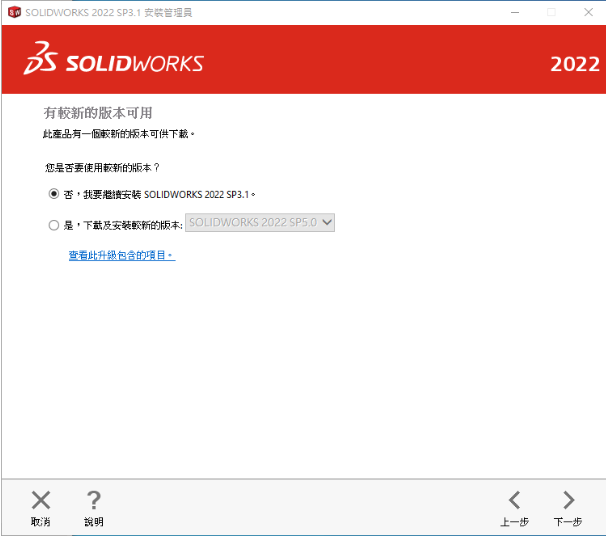 SOLIDWORKS 2022 SP3.1 安裝管理員
SOLIDWORKS
2022
有較新的版本可用
此產品有一個較新的版本可供下載。
您是否要使用較新的版本？
否，我要繼續安裝 SOLIDWORKS 2022 SP3.1。
是，下載及安裝較新的版本: SOLIDWORKS 2022 SP5.0
查看此升級包含的項目。
取消
說明
上一步
下一步